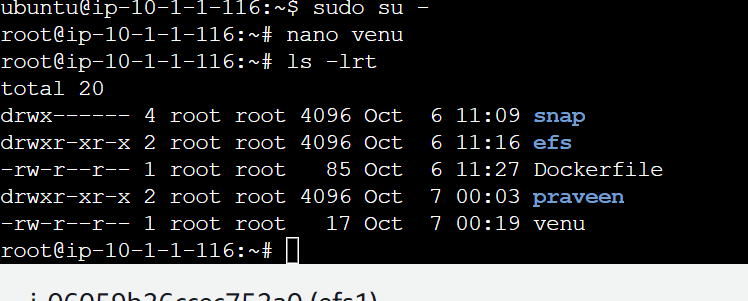 ubuntu@ip-10-1-1-116:~$ sudo su -
root@ip-10-1-1-116:~# nano venu
root@ip-10-1-1-116:~# ls -lrt
total 20
drwx------ 4 root root 4096 Oct  6 11:09 snap
drwxr-xr-x 2 root root 4096 Oct  6 11:16 efs
-rw-r--r-- 1 root root   85 Oct  6 11:27 Dockerfile
drwxr-xr-x 2 root root 4096 Oct  7 00:03 praveen
-rw-r--r-- 1 root root   17 Oct  7 00:19 venu
root@ip-10-1-1-116:~#
(efs1)